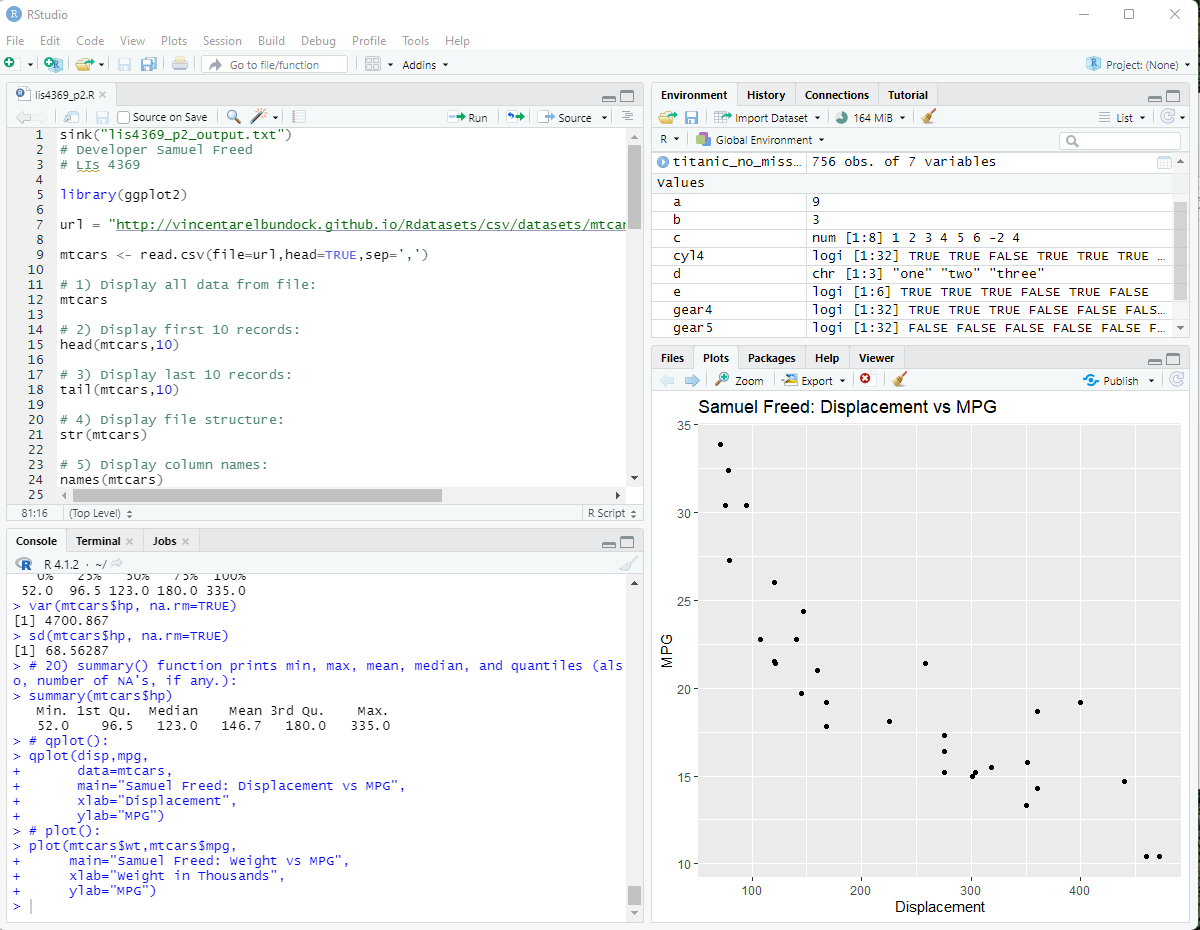 RStudio
File Edit Code View Plots Session Build Debug Profile Tools Help
Go to file/function Addins Project: (None)
lis4369_p2.R
Source on Save Run Source
1 sink("lis4369_p2_output.txt")
2 # Developer Samuel Freed
3 # LIs 4369
4
5 library(ggplot2)
6
7 url = "http://vincentarelbundock.github.io/Rdatasets/csv/datasets/mtcar
8
9 mtcars <- read.csv(file=url,head=TRUE,sep=',')
10
11 # 1) Display all data from file:
12 mtcars
13
14 # 2) Display first 10 records:
15 head(mtcars,10)
16
17 # 3) Display last 10 records:
18 tail(mtcars,10)
19
20 # 4) Display file structure:
21 str(mtcars)
22
23 # 5) Display column names:
24 names(mtcars)
25
81:16 (Top Level) R Script
Console Terminal Jobs
R 4.1.2 · ~/
0% 25% 50% 75% 100%
52.0 96.5 123.0 180.0 335.0
> var(mtcars$hp, na.rm=TRUE)
[1] 4700.867
> sd(mtcars$hp, na.rm=TRUE)
[1] 68.56287
> # 20) summary() function prints min, max, mean, median, and quantiles (als
o, number of NA's, if any.):
> summary(mtcars$hp)
Min. 1st Qu. Median Mean 3rd Qu. Max.
52.0 96.5 123.0 146.7 180.0 335.0
> # qplot():
> qplot(disp,mpg,
+ data=mtcars,
+ main="Samuel Freed: Displacement vs MPG",
+ xlab="Displacement",
+ ylab="MPG")
> # plot():
> plot(mtcars$wt,mtcars$mpg,
+ main="Samuel Freed: Weight vs MPG",
+ xlab="Weight in Thousands",
+ ylab="MPG")
>
Environment History Connections Tutorial
Import Dataset 164 MiB List
R Global Environment
titanic_no_miss… 756 obs. of 7 variables
Values
a 9
b 3
c num [1:8] 1 2 3 4 5 6 -2 4
cyl4 logi [1:32] TRUE TRUE FALSE TRUE TRUE TRUE …
d chr [1:3] "one" "two" "three"
e logi [1:6] TRUE TRUE TRUE FALSE TRUE FALSE
gear4 logi [1:32] TRUE TRUE TRUE FALSE FALSE FALS…
gear5 logi [1:32] FALSE FALSE FALSE FALSE FALSE F…
Files Plots Packages Help Viewer
Zoom Export Publish
Samuel Freed: Displacement vs MPG
35
30
25
20
15
10
MPG
100 200 300 400
Displacement